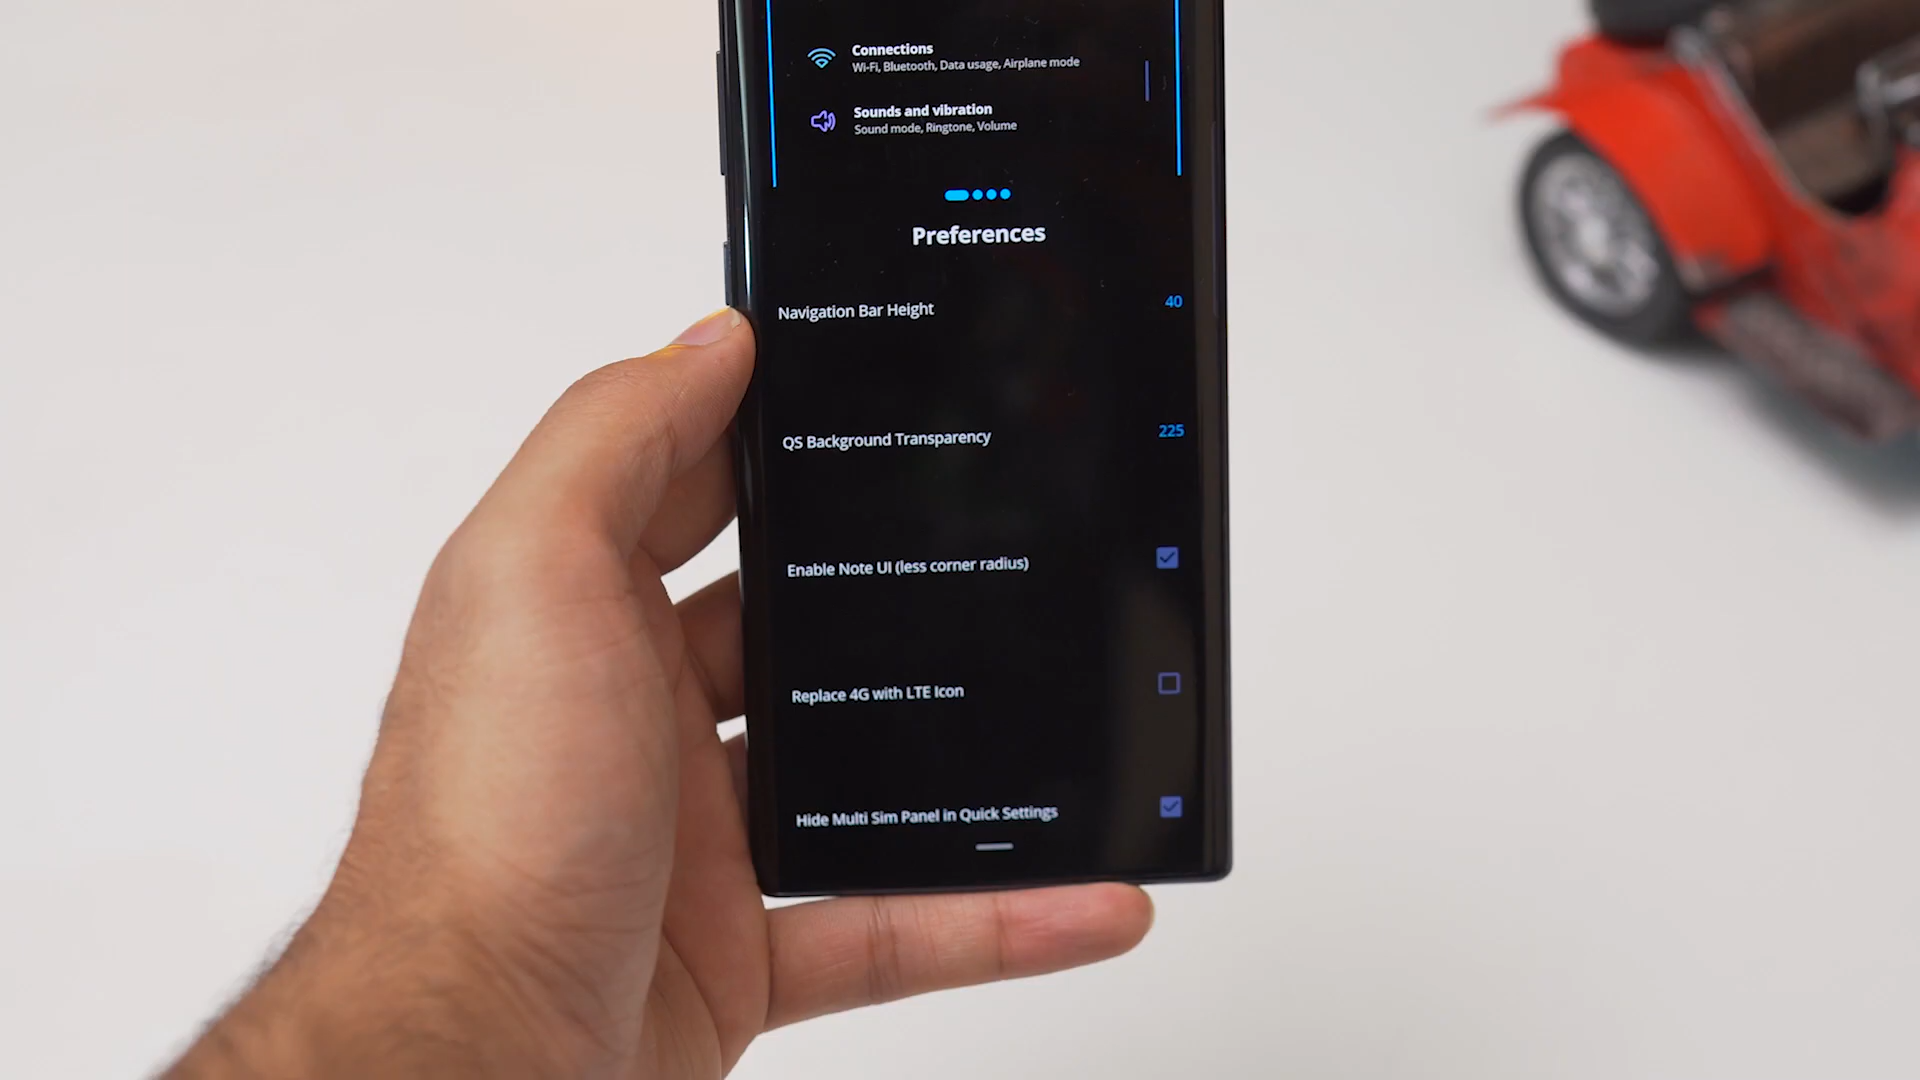 Connections
Wi-Fi, Bluetooth, Data usage, Airplane mode
Sounds and vibration
Sound mode, Ringtone, Volume
Preferences
Navigation Bar Height
40
QS Background Transparency
225
Enable Note UI (less corner radius)
Replace 4G with LTE Icon
Hide Multi Sim Panel in Quick Settings